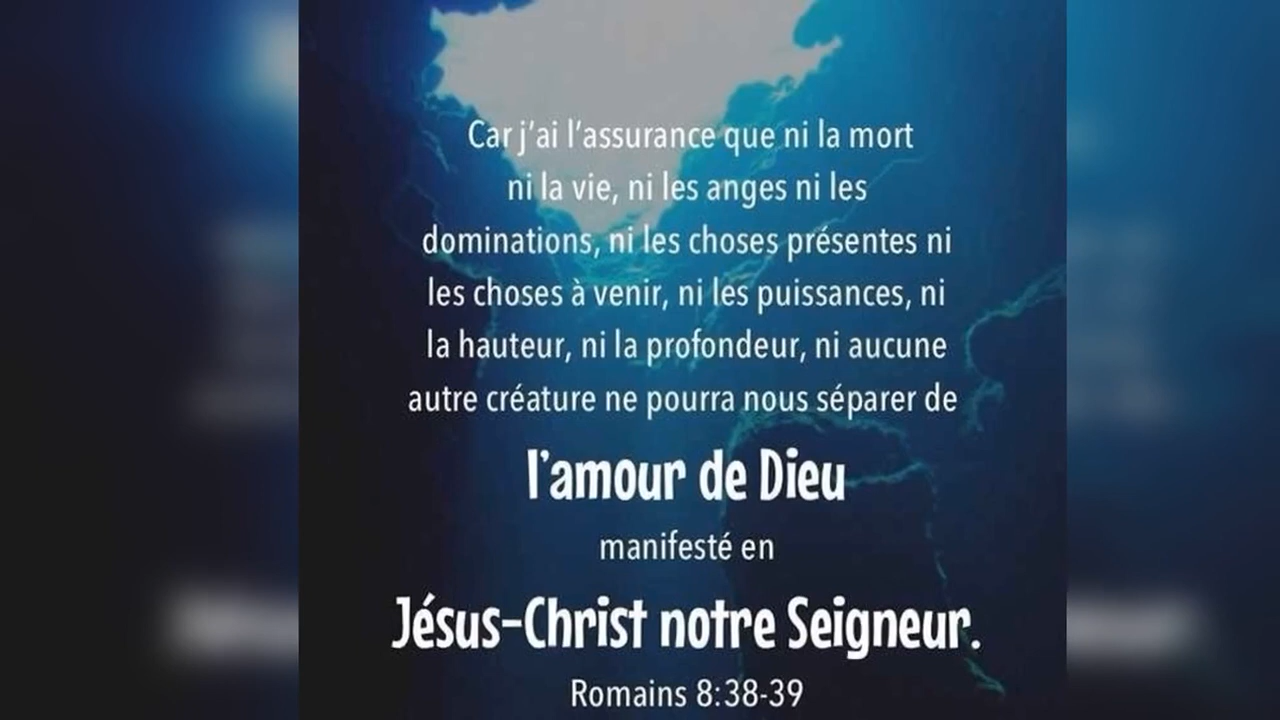 Car j'ai l'assurance que ni la mort
ni la vie, ni les anges ni les
dominations, ni les choses présentes ni
les choses à venir, ni les puissances, ni
la hauteur, ni la profondeur, ni aucune
autre créature ne pourra nous séparer de
l'amour de Dieu
manifesté en
Jésus-Christ notre Seigneur.
Romains 8:38-39